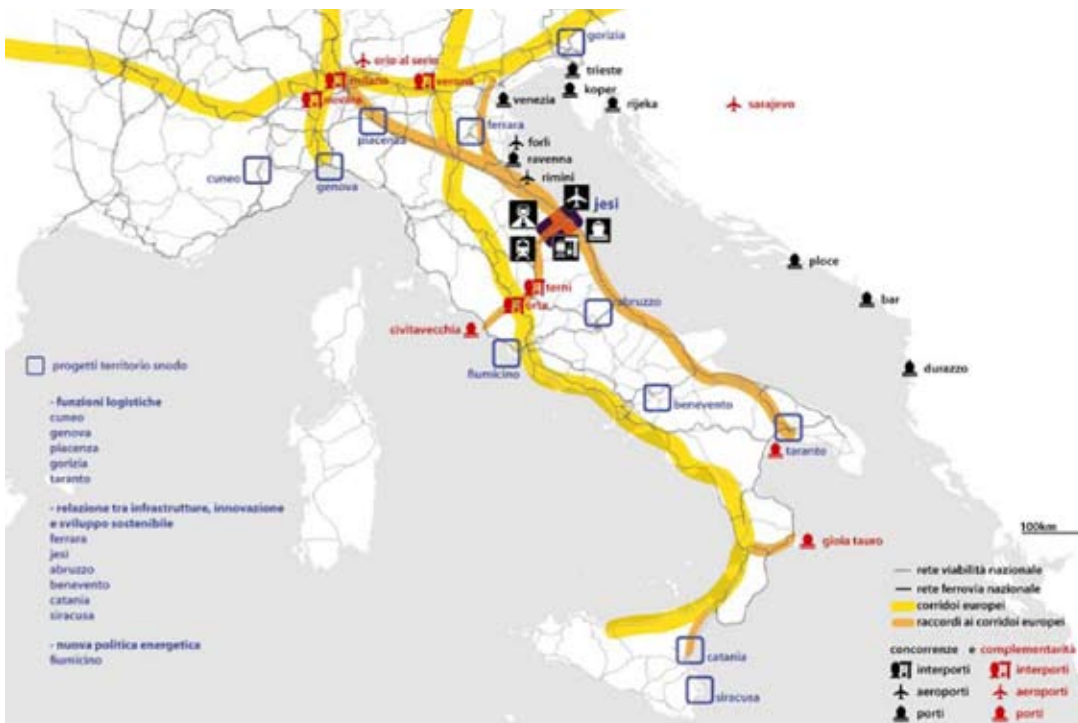 gorizia
orio al serio
trieste
milano
verona
koper
novara
venezia
rijeka
sarajevo
piacenza
ferrara
forlì
ravenna
cuneo
genova
rimini
jesi
ploce
terni
abruzzo
bar
orte
civitavecchia
fiumicino
durazzo
benevento
taranto
gioia tauro
catania
siracusa
progetti territorio snodo
- funzioni logistiche
cuneo
genova
piacenza
gorizia
taranto
- relazione tra infrastrutture, innovazione
e sviluppo sostenibile
ferrara
jesi
abruzzo
benevento
catania
siracusa
- nuova politica energetica
fiumicino
100km
rete viabilità nazionale
rete ferrovia nazionale
corridoi europei
raccordi ai corridoi europei
concorrenze e complementarità
interporti interporti
aeroporti aeroporti
porti porti